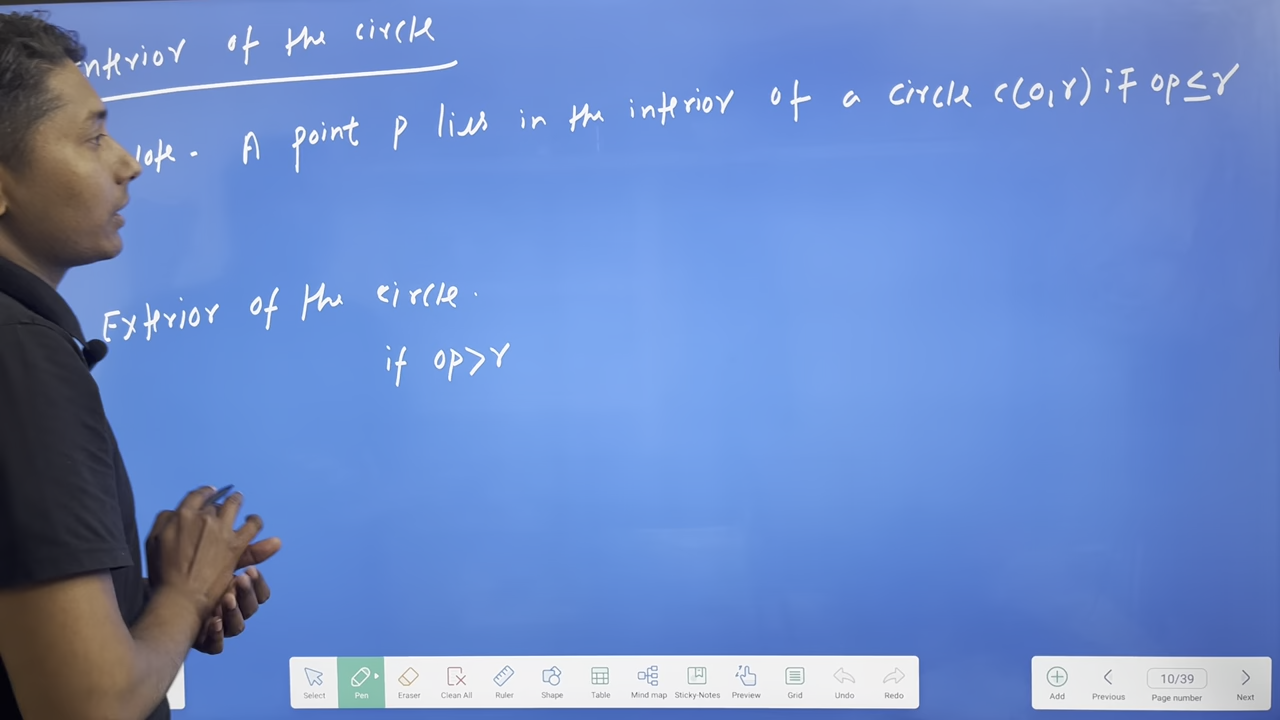 nterior of the circle
lote. A point p lies in the interior of a circle c(o,r) if op≤r
Exterior of the circle.
if op>r
Select Pen Eraser Clean All Ruler Shape Table Mind map Sticky-Notes Preview Grid Undo Redo
Add Previous 10/39 Page number Next